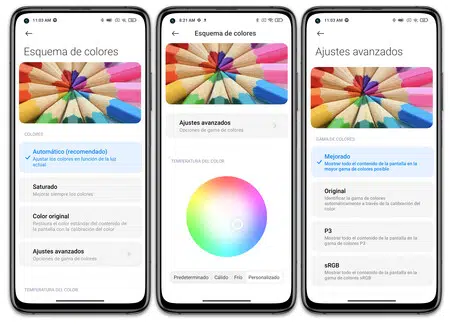 11:03 AM
Esquema de colores
COLORES
Automático (recomendado)
Ajustar los colores en función de la luz
actual
Saturado
Mejorar siempre los colores
Color original
Restaura el color estándar del contenido de
la pantalla con la calibración del color
Ajustes avanzados
Opciones de gama de colores
TEMPERATURA DEL COLOR
8:21 AM
Esquema de colores
Ajustes avanzados
Opciones de gama de colores
TEMPERATURA DEL COLOR
Predeterminado Cálido Frío Personalizado
11:03 AM
Ajustes avanzados
GAMA DE COLORES
Mejorado
Mostrar todo el contenido de la pantalla en la
mayor gama de colores posible
Original
Identificar la gama de colores
automáticamente a través de la calibración del
color
P3
Mostrar todo el contenido de la pantalla en la
gama de colores P3
sRGB
Mostrar todo el contenido de la pantalla en la
gama de colores sRGB